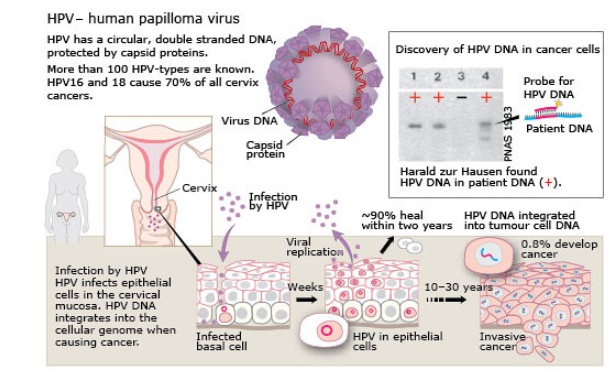 HPV– human papilloma virus
HPV has a circular, double stranded DNA,
protected by capsid proteins.
More than 100 HPV-types are known.
HPV16 and 18 cause 70% of all cervix
cancers.
Virus DNA
Capsid
protein
Discovery of HPV DNA in cancer cells
1 2 3 4
+ + – +
Probe for
HPV DNA
Patient DNA
PNAS 1983
Harald zur Hausen found
HPV DNA in patient DNA (+).
Cervix
Infection
by HPV
Viral
replication
~90% heal
within two years
HPV DNA integrated
into tumour cell DNA
0.8% develop
cancer
Infection by HPV
HPV infects epithelial
cells in the cervical
mucosa. HPV DNA
integrates into the
cellular genome when
causing cancer.
Weeks
10–30 years
Infected
basal cell
HPV in epithelial
cells
Invasive
cancer